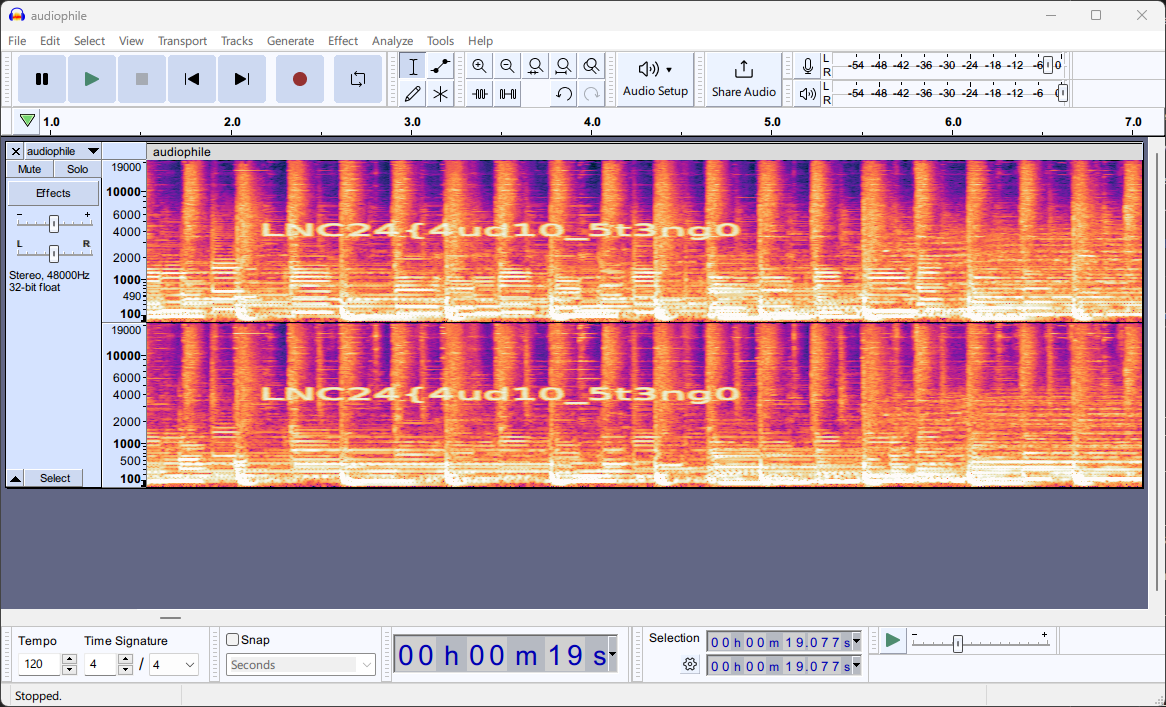 audiophile
File Edit Select View Transport Tracks Generate Effect Analyze Tools Help
Audio Setup
Share Audio
L
R
-54 -48 -42 -36 -30 -24 -18 -12 -6 0
L
R
-54 -48 -42 -36 -30 -24 -18 -12 -6 0
1.0 2.0 3.0 4.0 5.0 6.0 7.0
audiophile
audiophile
Mute Solo
Effects
- +
L R
Stereo, 48000Hz
32-bit float
19000
10000
6000
4000
2000
1000
490
100
LNC24{4ud10_5t3ng0
19000
10000
6000
4000
2000
1000
500
100
LNC24{4ud10_5t3ng0
Select
Tempo
120
Time Signature
4 / 4
Snap
Seconds
00 h 00 m 19 s
Selection
00 h 00 m 19.077 s
00 h 00 m 19.077 s
- +
Stopped.